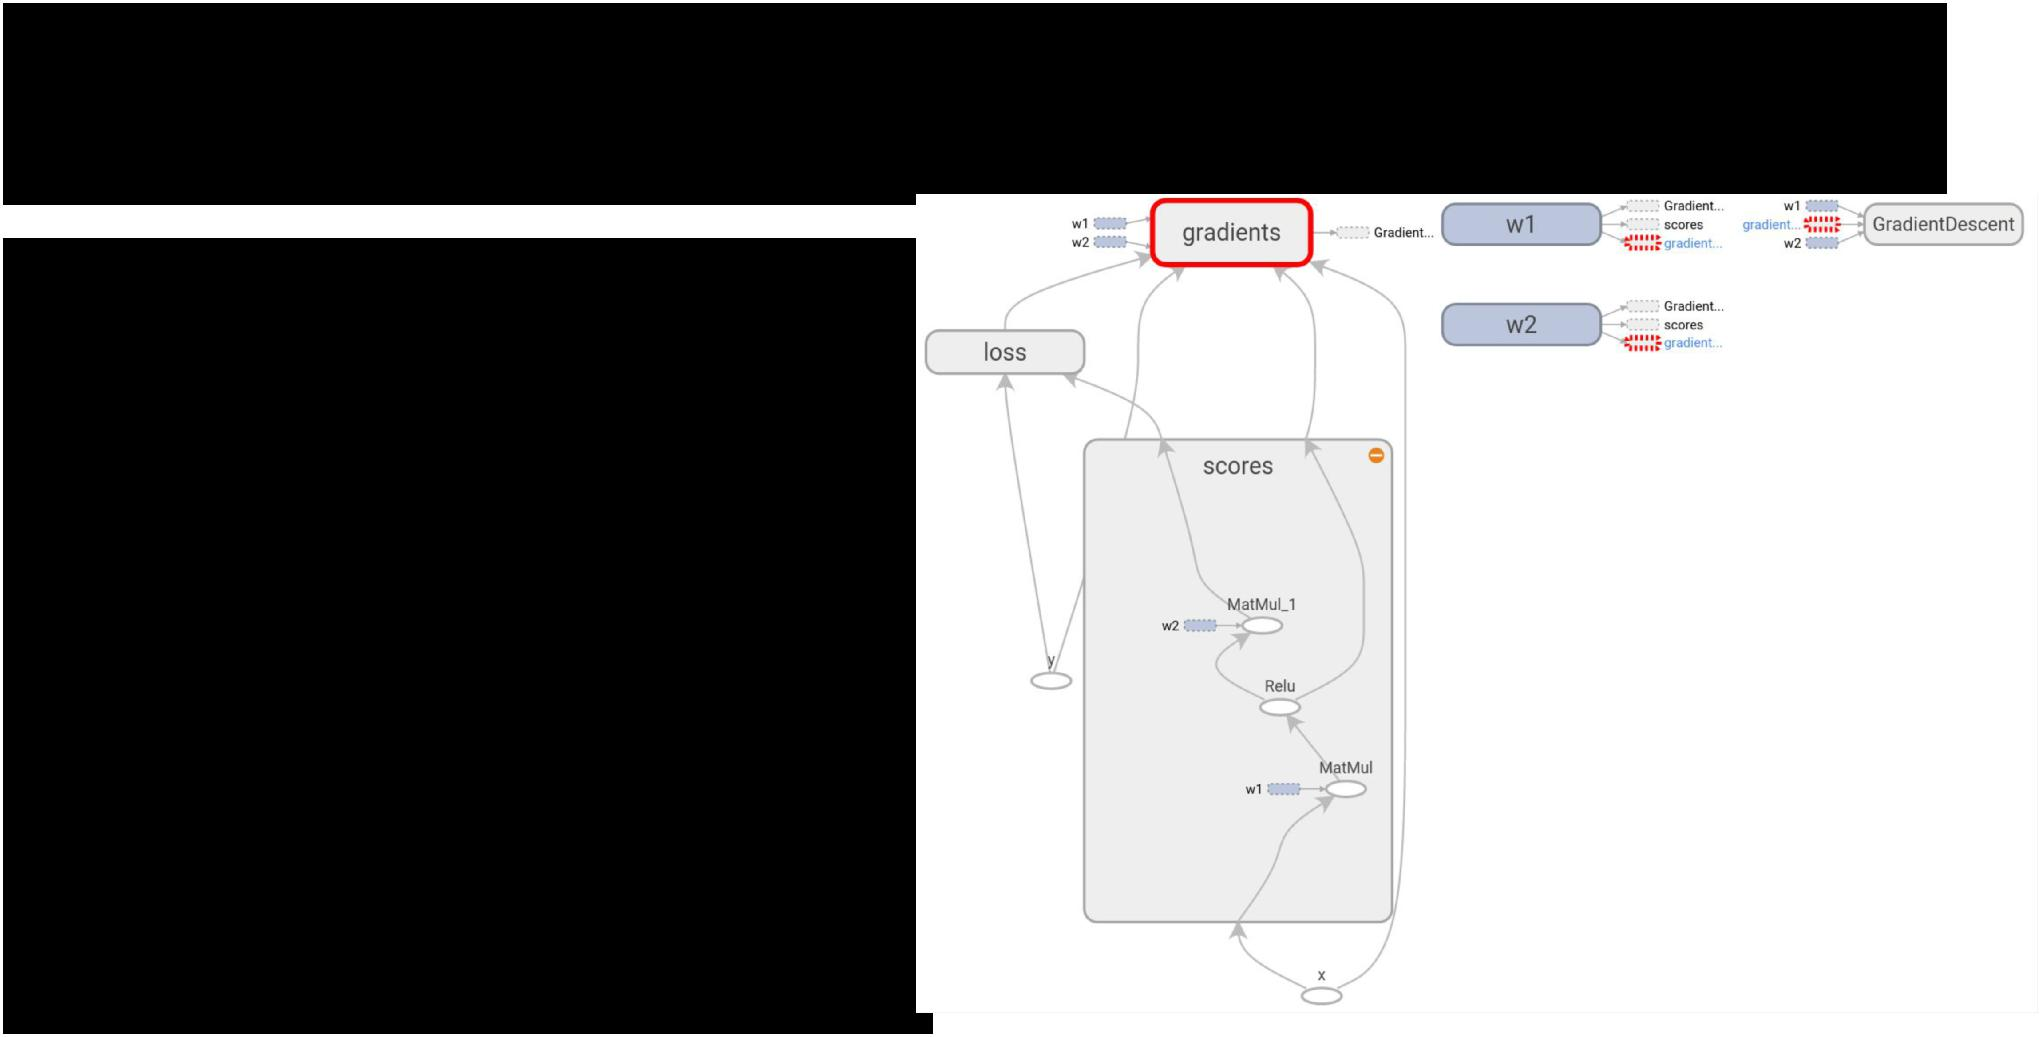 w1
w2
gradients
Gradient...
w1
Gradient...
scores
gradient...
w1
gradient...
w2
GradientDescent
loss
w2
Gradient...
scores
gradient...
scores
MatMul_1
w2
y
Relu
MatMul
w1
x